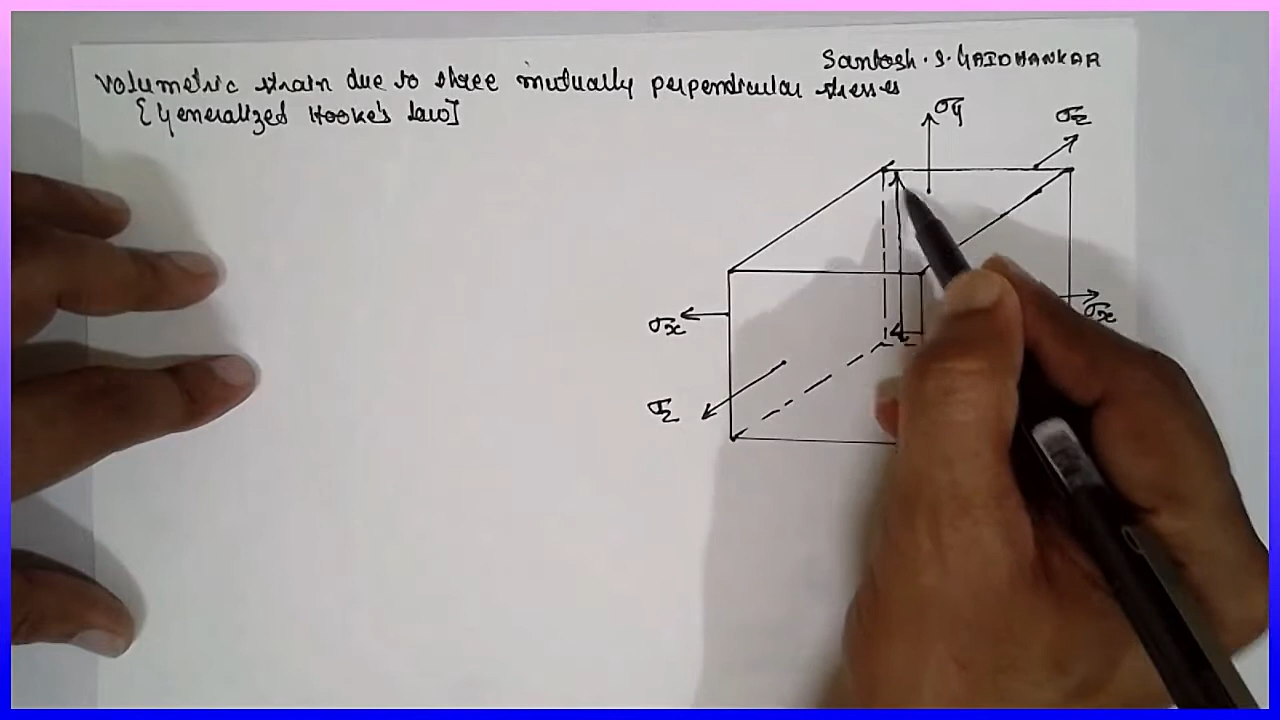 Santosh . S. GAIDHANKAR
Volumetric strain due to three mutually perpendicular stresses
[Generalized Hooke's law]
σy
σz
σx
σx
σz